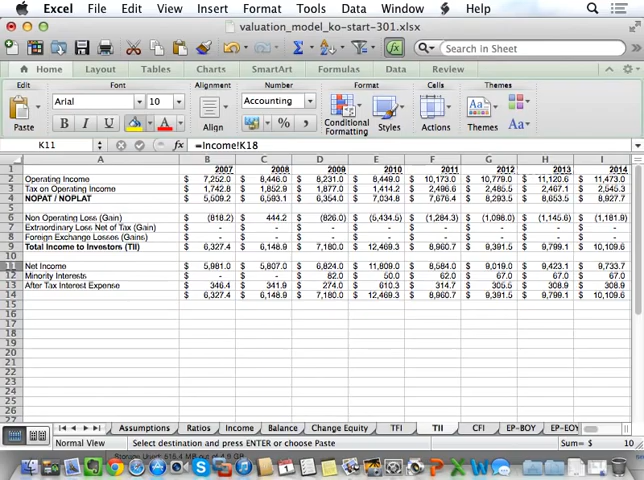 Excel File Edit View Insert Format Tools Data Window Help
valuation_model_ko-start-301.xlsx
Search in Sheet
Home Layout Tables Charts SmartArt Formulas Data Review
Edit Font Alignment Number Format Cells Themes
Arial 10 Accounting
Paste B I U A Align % Conditional Formatting Styles Actions Themes Aa
K11 fx =Income!K18
A B C D E F G H I
1 2007 2008 2009 2010 2011 2012 2013 2014
2 Operating Income $ 7,252.0 $ 8,446.0 $ 8,231.0 $ 8,449.0 $ 10,173.0 $ 10,779.0 $ 11,120.6 $ 11,473.0
3 Tax on Operating Income $ 1,742.8 $ 1,852.9 $ 1,877.0 $ 1,414.2 $ 2,496.6 $ 2,485.5 $ 2,467.1 $ 2,545.3
4 NOPAT / NOPLAT $ 5,509.2 $ 6,593.1 $ 6,354.0 $ 7,034.8 $ 7,676.4 $ 8,293.5 $ 8,653.5 $ 8,927.7
5
6 Non Operating Loss (Gain) $ (818.2) $ 444.2 $ (826.0) $ (5,434.5) $ (1,284.3) $ (1,098.0) $ (1,145.6) $ (1,181.9)
7 Extraordinary Loss Net of Tax (Gain) $ - $ - $ - $ - $ - $ - $ - $ -
8 Foreign Exchange Losses (Gains) $ - $ - $ - $ - $ - $ - $ - $ -
9 Total Income to Investors (TII) $ 6,327.4 $ 6,148.9 $ 7,180.0 $ 12,469.3 $ 8,960.7 $ 9,391.5 $ 9,799.1 $ 10,109.6
10
11 Net Income $ 5,981.0 $ 5,807.0 $ 6,824.0 $ 11,809.0 $ 8,584.0 $ 9,019.0 $ 9,423.1 $ 9,733.7
12 Minority Interests $ - $ - $ 82.0 $ 50.0 $ 62.0 $ 67.0 $ 67.0 $ 67.0
13 After Tax Interest Expense $ 346.4 $ 341.9 $ 274.0 $ 610.3 $ 314.7 $ 305.5 $ 308.9 $ 308.9
14 $ 6,327.4 $ 6,148.9 $ 7,180.0 $ 12,469.3 $ 8,960.7 $ 9,391.5 $ 9,799.1 $ 10,109.6
15
16
17
18
19
20
21
22
23
24
25
26
Assumptions Ratios Income Balance Change Equity TFI TII CFI EP-BOY EP-EOY
Normal View Select destination and press ENTER or choose Paste Sum= $ 10